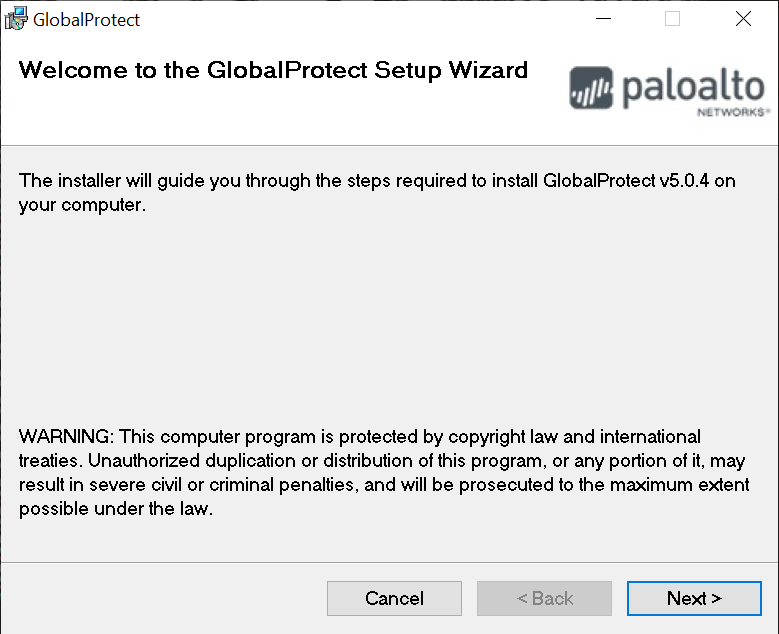 GlobalProtect
Welcome to the GlobalProtect Setup Wizard
paloalto
NETWORKS®
The installer will guide you through the steps required to install GlobalProtect v5.0.4 on
your computer.
WARNING: This computer program is protected by copyright law and international
treaties. Unauthorized duplication or distribution of this program, or any portion of it, may
result in severe civil or criminal penalties, and will be prosecuted to the maximum extent
possible under the law.
Cancel
< Back
Next >